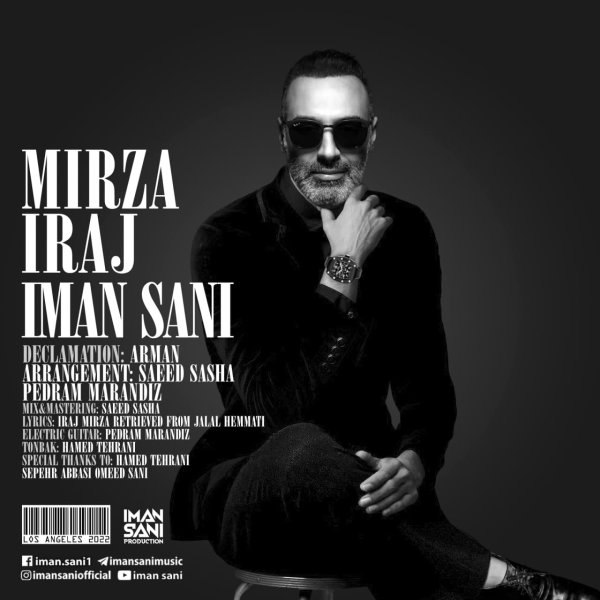 MIRZA
IRAJ
IMAN SANI
DECLAMATION: ARMAN
ARRANGEMENT: SAEED SASHA
PEDRAM MARANDIZ
MIX&MASTERING: SAEED SASHA
LYRICS: IRAJ MIRZA RETRIEVED FROM JALAL HEMMATI
ELECTRIC GUITAR: PEDRAM MARANDIZ
TONBAK: HAMED TEHRANI
SPECIAL THANKS TO: HAMED TEHRANI
SEPEHR ABBASI OMEED SANI
LOS ANGELES 2022
IMAN
SANI
PRODUCTION
iman.sani1 imansanimusic
imansaniofficial iman sani